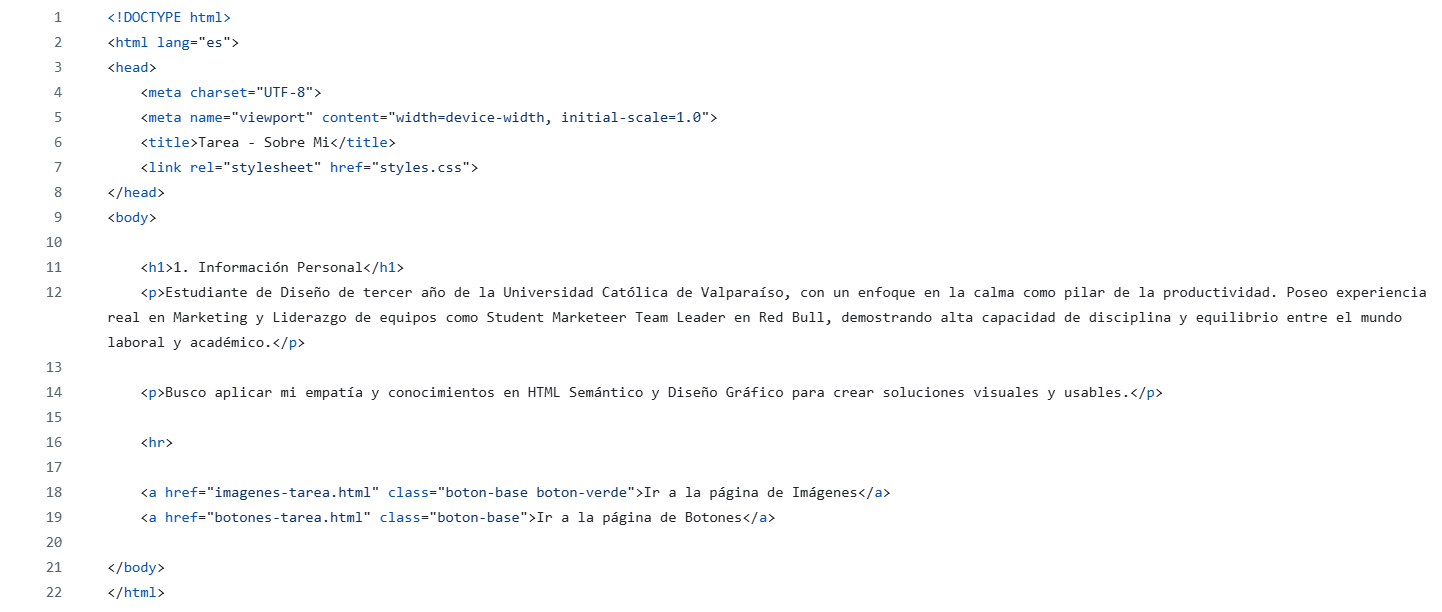 1 <!DOCTYPE html>
2 <html lang="es">
3 <head>
4 <meta charset="UTF-8">
5 <meta name="viewport" content="width=device-width, initial-scale=1.0">
6 <title>Tarea - Sobre Mi</title>
7 <link rel="stylesheet" href="styles.css">
8 </head>
9 <body>
10
11 <h1>1. Información Personal</h1>
12 <p>Estudiante de Diseño de tercer año de la Universidad Católica de Valparaíso, con un enfoque en la calma como pilar de la productividad. Poseo experiencia
real en Marketing y Liderazgo de equipos como Student Marketeer Team Leader en Red Bull, demostrando alta capacidad de disciplina y equilibrio entre el mundo
laboral y académico.</p>
13
14 <p>Busco aplicar mi empatía y conocimientos en HTML Semántico y Diseño Gráfico para crear soluciones visuales y usables.</p>
15
16 <hr>
17
18 <a href="imagenes-tarea.html" class="boton-base boton-verde">Ir a la página de Imágenes</a>
19 <a href="botones-tarea.html" class="boton-base">Ir a la página de Botones</a>
20
21 </body>
22 </html>